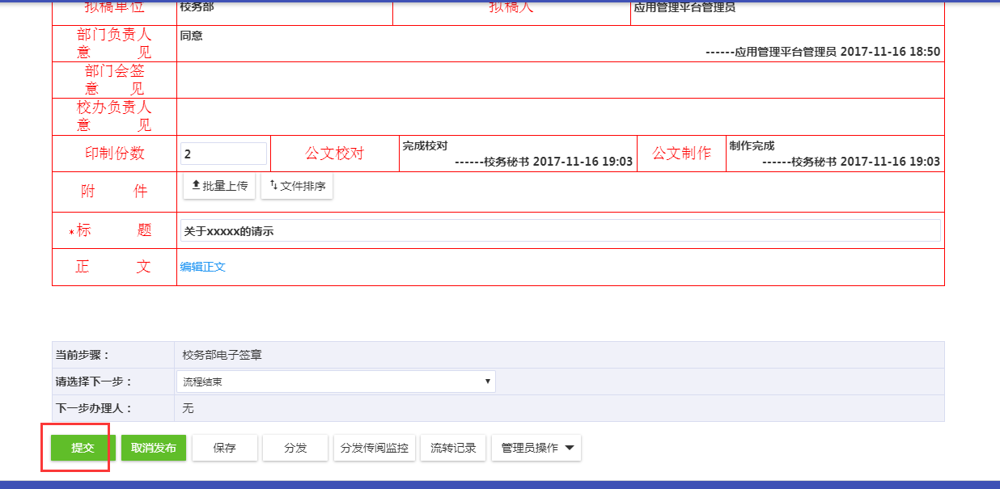 拟稿单位
校务部
拟稿人
应用管理平台管理员
部门负责人
意 见
同意
------应用管理平台管理员 2017-11-16 18:50
部门会签
意 见
校办负责人
意 见
印制份数
2
公文校对
完成校对
------校务秘书 2017-11-16 19:03
公文制作
制作完成
------校务秘书 2017-11-16 19:03
附 件
批量上传
文件排序
*标 题
关于xxxxx的请示
正 文
编辑正文
当前步骤：
校务部电子签章
请选择下一步：
流程结束
下一步办理人：
无
提交
取消发布
保存
分发
分发传阅监控
流转记录
管理员操作